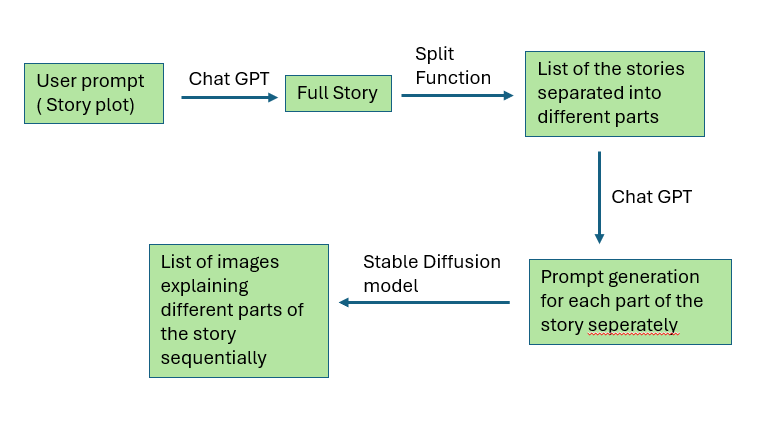 User prompt
( Story plot)
Chat GPT
Full Story
Split
Function
List of the stories
separated into
different parts
Chat GPT
Prompt generation
for each part of the
story seperately
Stable Diffusion
model
List of images
explaining
different parts of
the story
sequentially